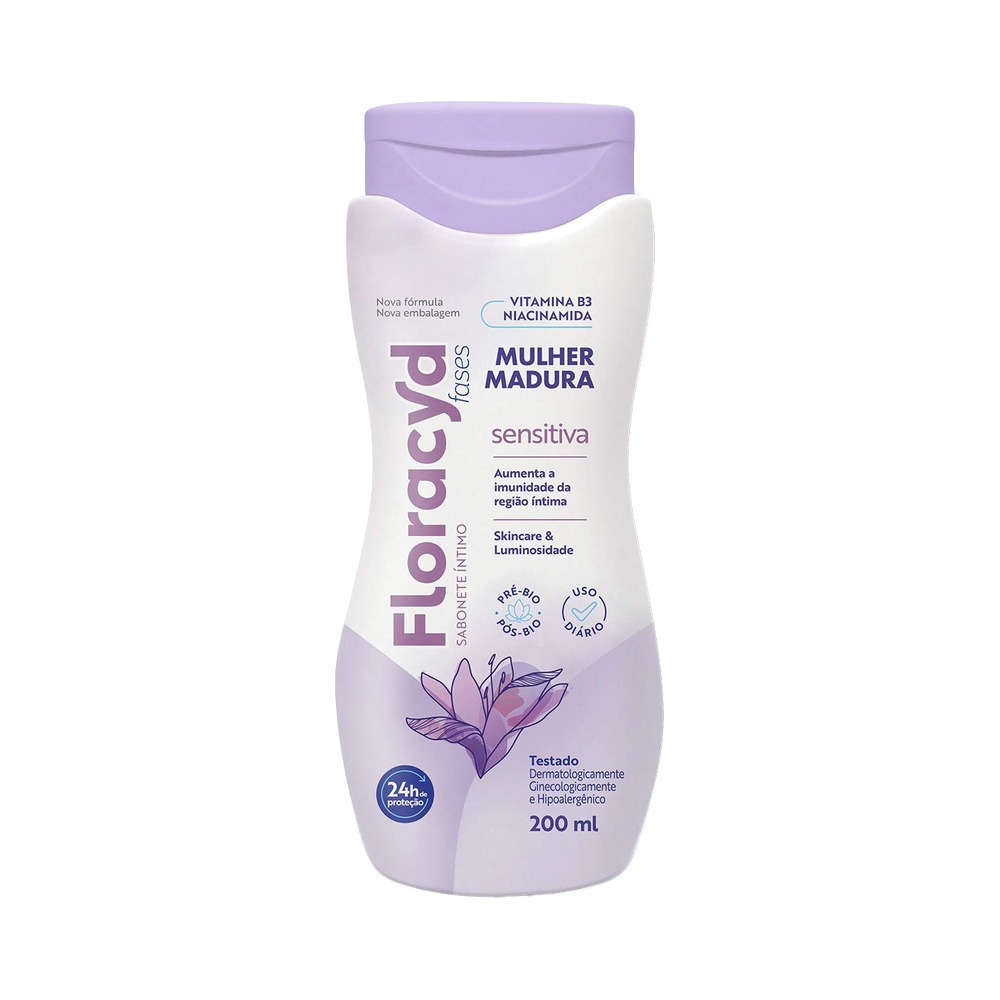 Nova fórmula
Nova embalagem
VITAMINA B3
NIACINAMIDA
Floracyd
fases
SABONETE ÍNTIMO
MULHER
MADURA
sensitiva
Aumenta a
imunidade da
região íntima
Skincare &
Luminosidade
PRÉ-BIO
PÓS-BIO
USO
DIÁRIO
24h de
proteção
Testado
Dermatologicamente
Ginecologicamente
e Hipoalergênico
200 ml